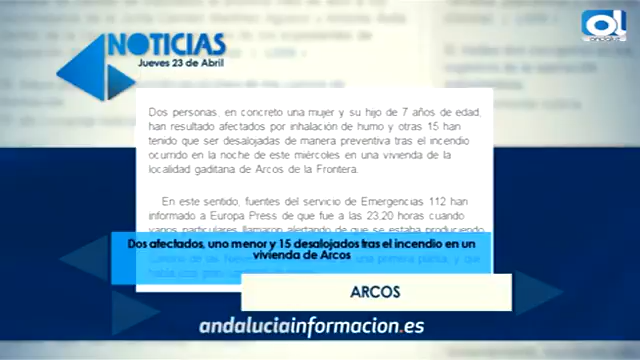 NOTICIAS
Jueves 23 de Abril
andaluz
Dos personas, en concreto una mujer y su hijo de 7 años de edad,
han resultado afectados por inhalación de humo y otras 15 han
tenido que ser desalojadas de manera preventiva tras el incendio
ocurrido en la noche de este miércoles en una vivienda de la
localidad gaditana de Arcos de la Frontera.
En este sentido, fuentes del servicio de Emergencias 112 han
informado a Europa Press de que fue a las 23,20 horas cuando
varios particulares llamaron alertando de que se estaba produciendo
Dos afectados, uno menor y 15 desalojados tras el incendio en un
vivienda de Arcos
ARCOS
andaluciainformacion.es